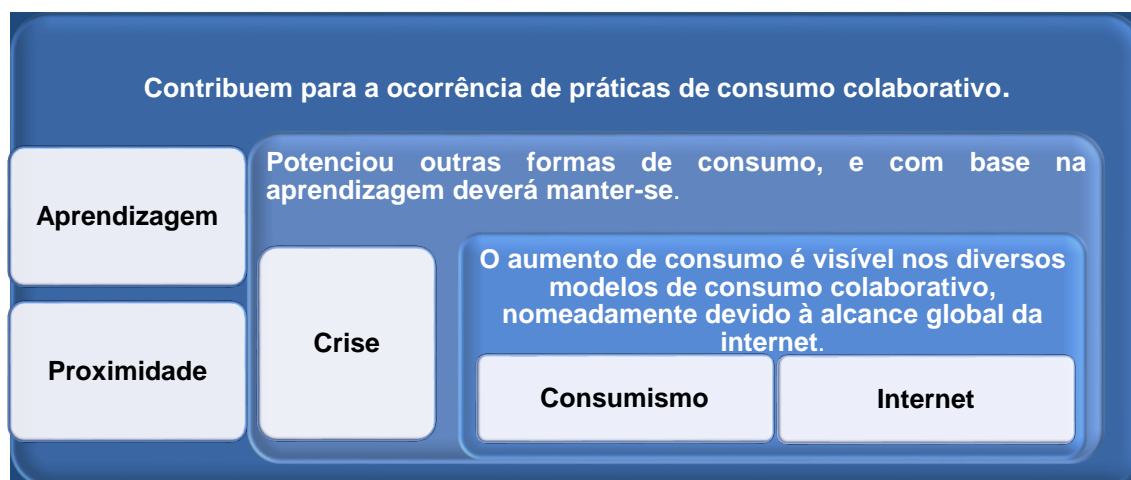 Contribuem para a ocorrência de práticas de consumo colaborativo.
Potenciou outras formas de consumo, e com base na
aprendizagem deverá manter-se.
Aprendizagem
O aumento de consumo é visível nos diversos
modelos de consumo colaborativo,
nomeadamente devido à alcance global da
internet.
Crise
Proximidade
Consumismo
Internet